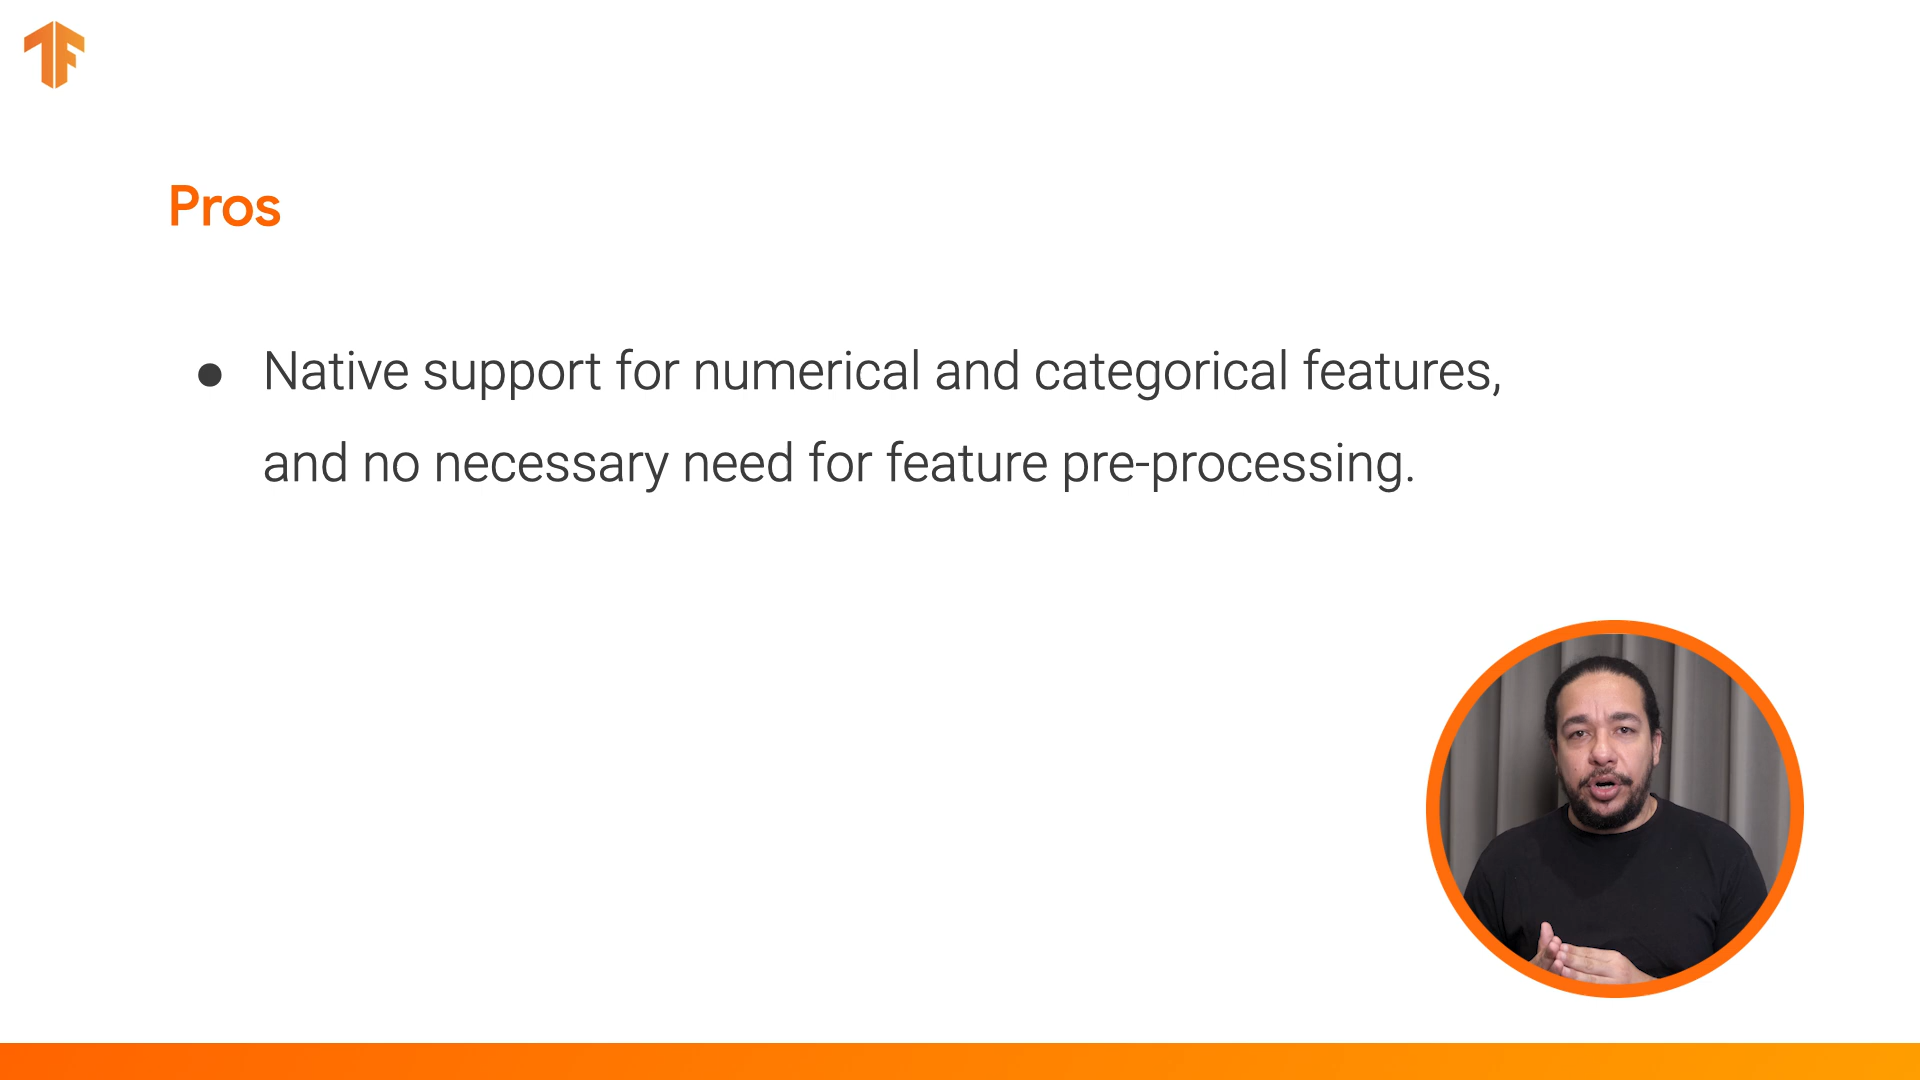 Pros
● Native support for numerical and categorical features,
and no necessary need for feature pre-processing.